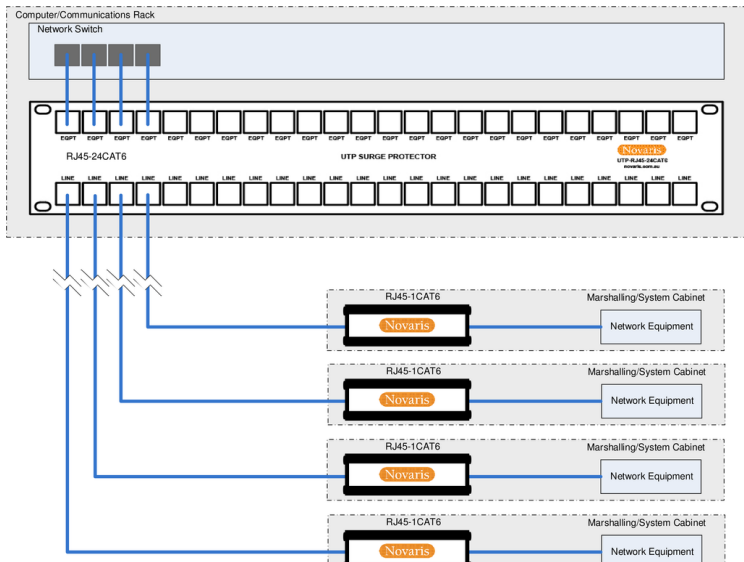 Computer/Communications Rack
Network Switch
EQPT EQPT EQPT EQPT EQPT EQPT EQPT EQPT EQPT EQPT EQPT EQPT EQPT EQPT EQPT EQPT EQPT EQPT EQPT EQPT EQPT EQPT EQPT EQPT
RJ45-24CAT6
UTP SURGE PROTECTOR
Novaris
UTP-RJ45-24CAT6
novaris.com.au
LINE LINE LINE LINE LINE LINE LINE LINE LINE LINE LINE LINE LINE LINE LINE LINE LINE LINE LINE LINE LINE LINE LINE LINE
RJ45-1CAT6 Marshalling/System Cabinet
Novaris Network Equipment
RJ45-1CAT6 Marshalling/System Cabinet
Novaris Network Equipment
RJ45-1CAT6 Marshalling/System Cabinet
Novaris Network Equipment
RJ45-1CAT6 Marshalling/System Cabinet
Novaris Network Equipment